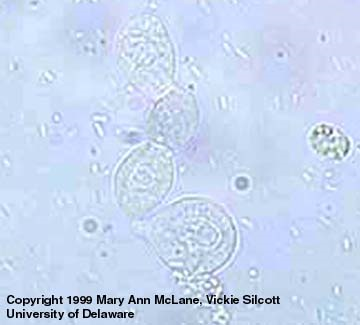 Copyright 1999 Mary Ann McLane, Vickie Silcott
University of Delaware